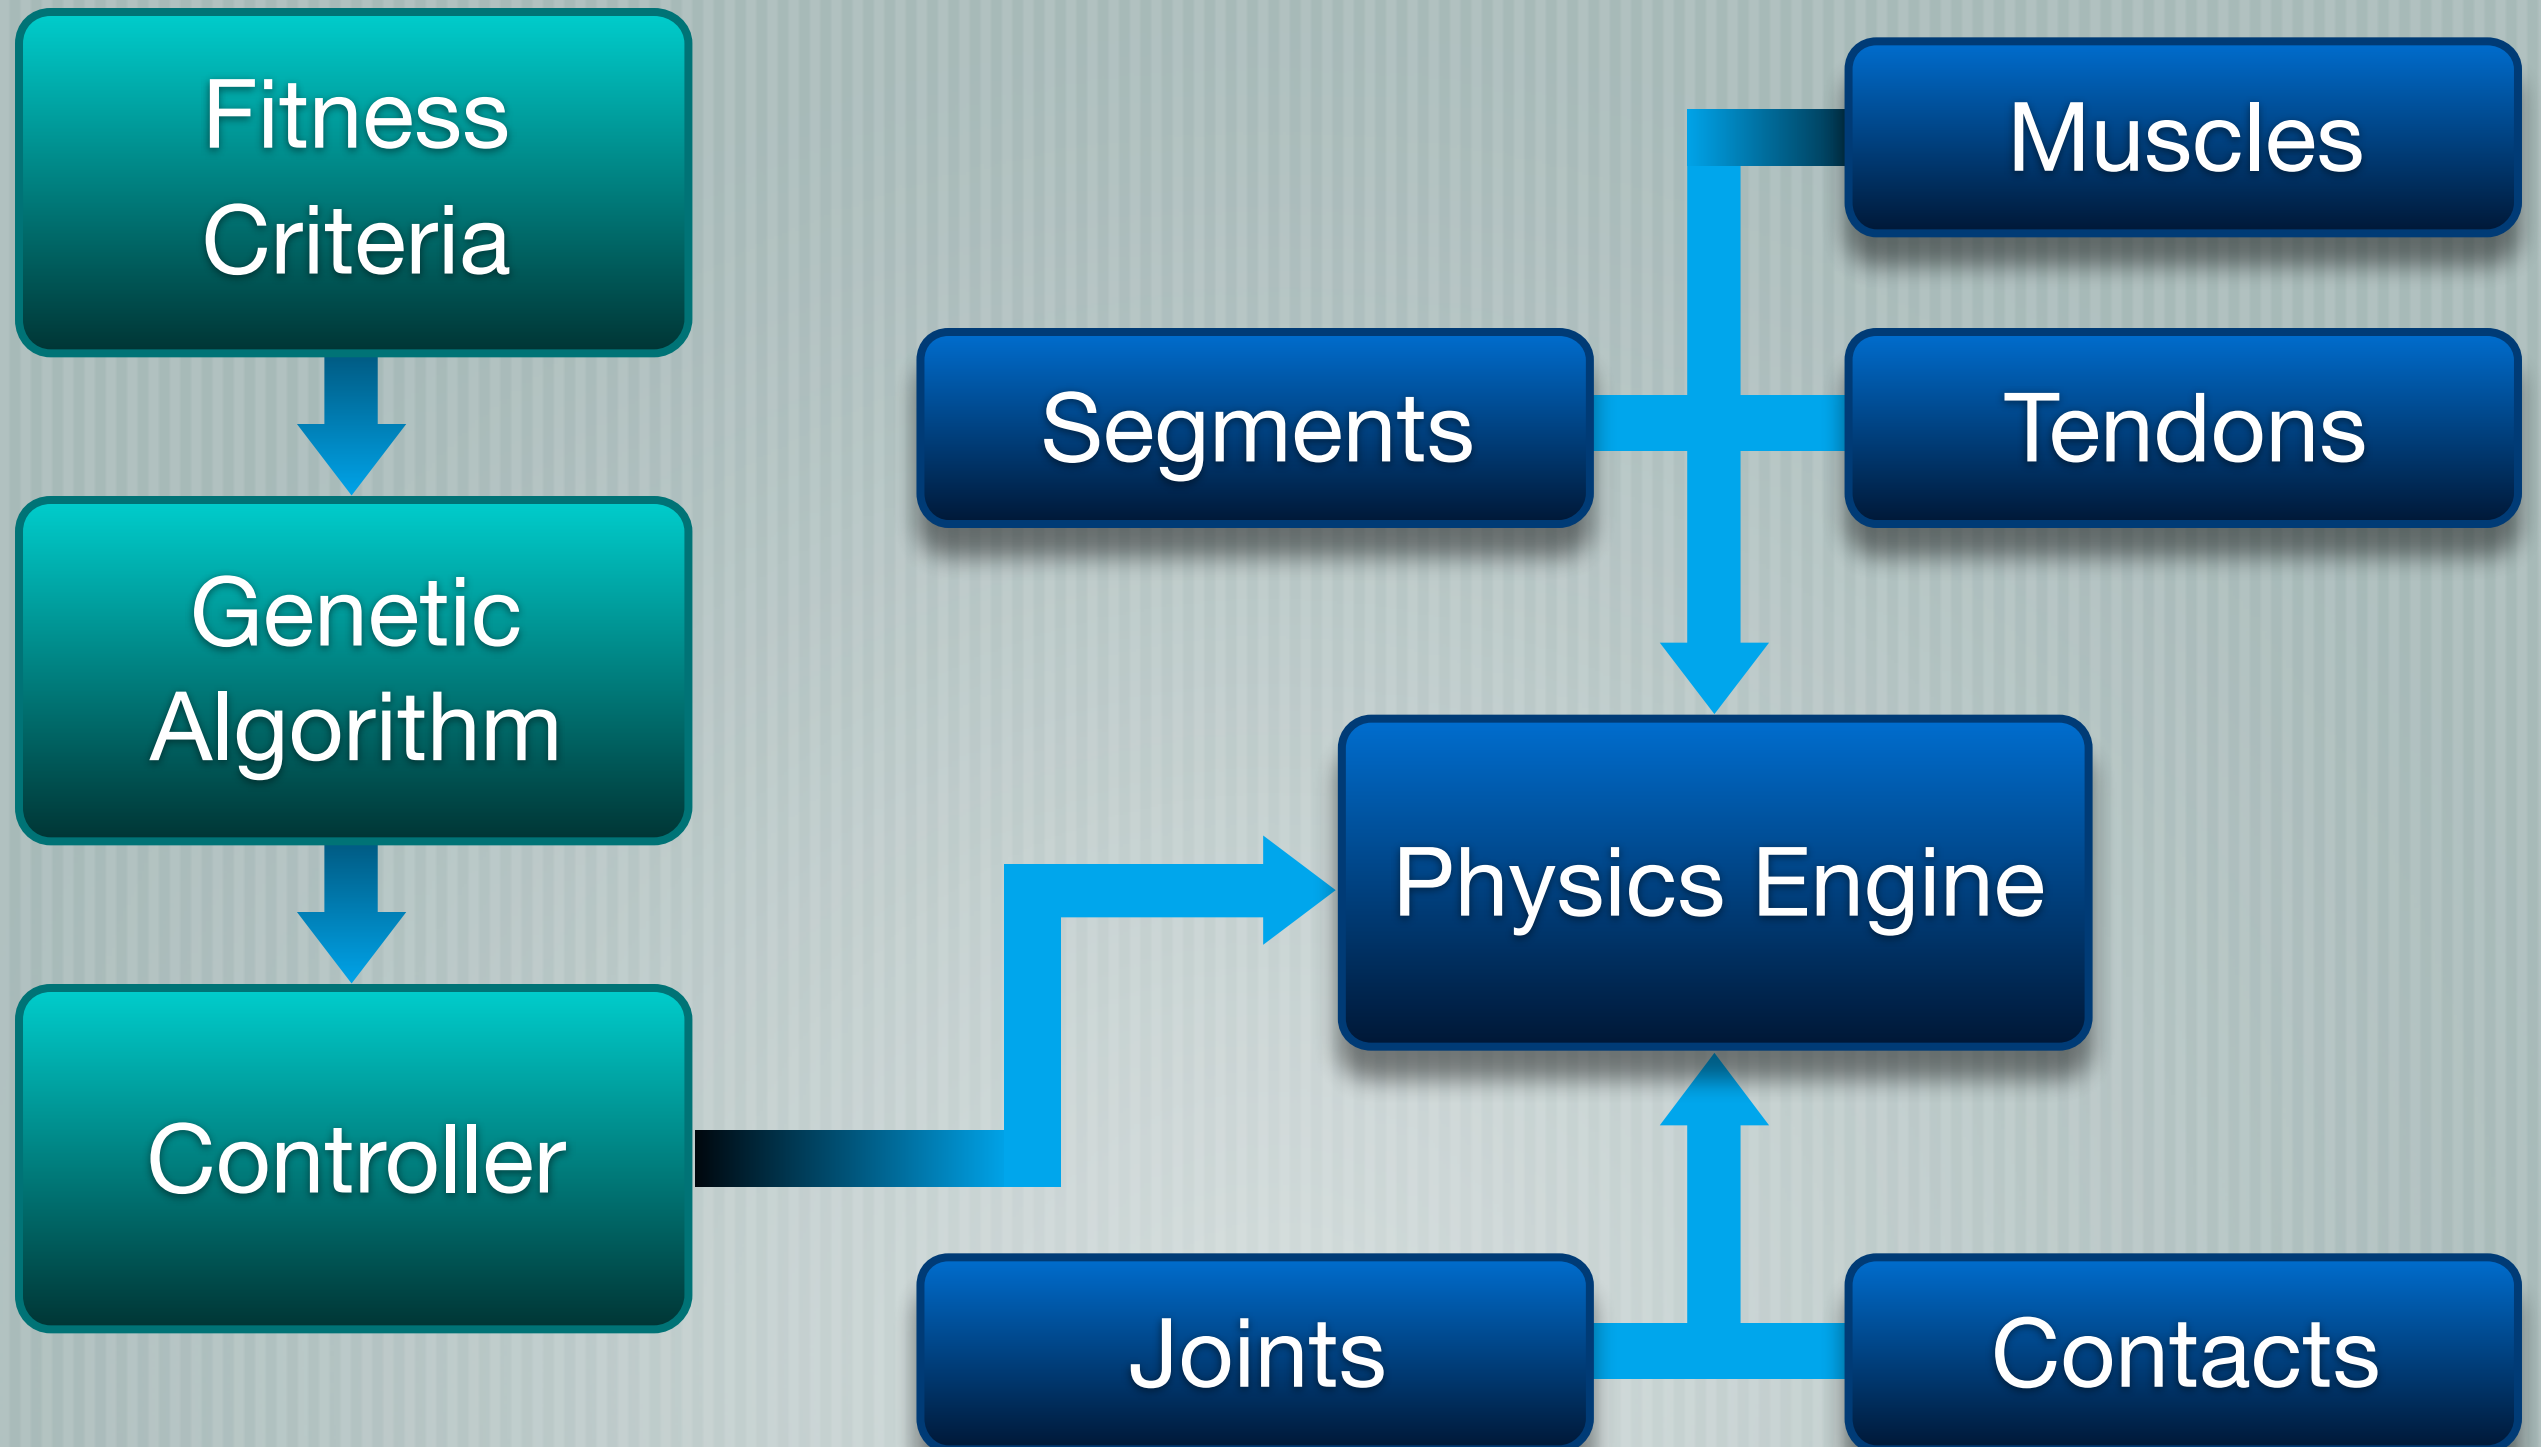 Fitness
Criteria
Genetic
Algorithm
Controller
Muscles
Segments
Tendons
Physics Engine
Joints
Contacts